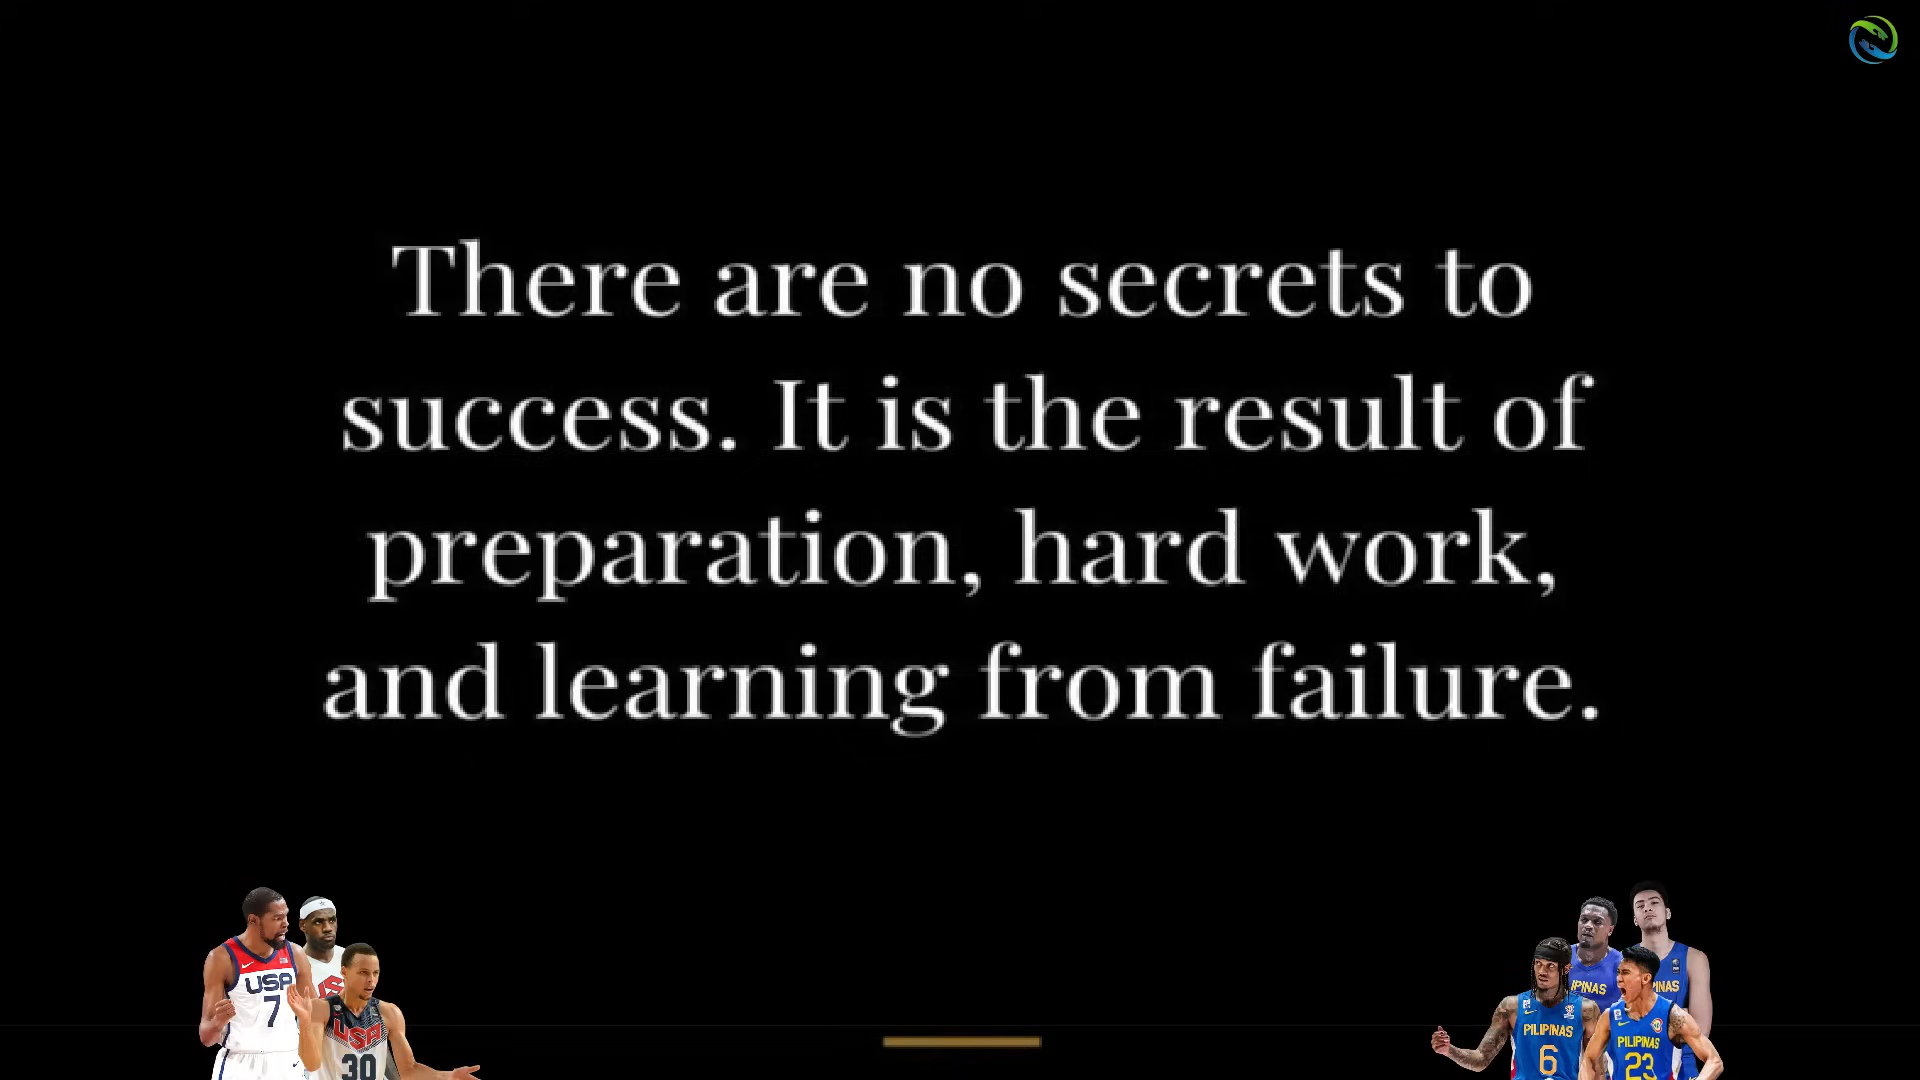 There are no secrets to
success. It is the result of
preparation, hard work,
and learning from failure.
USA
7
USA
30
PILIPINAS
6
PILIPINAS
23